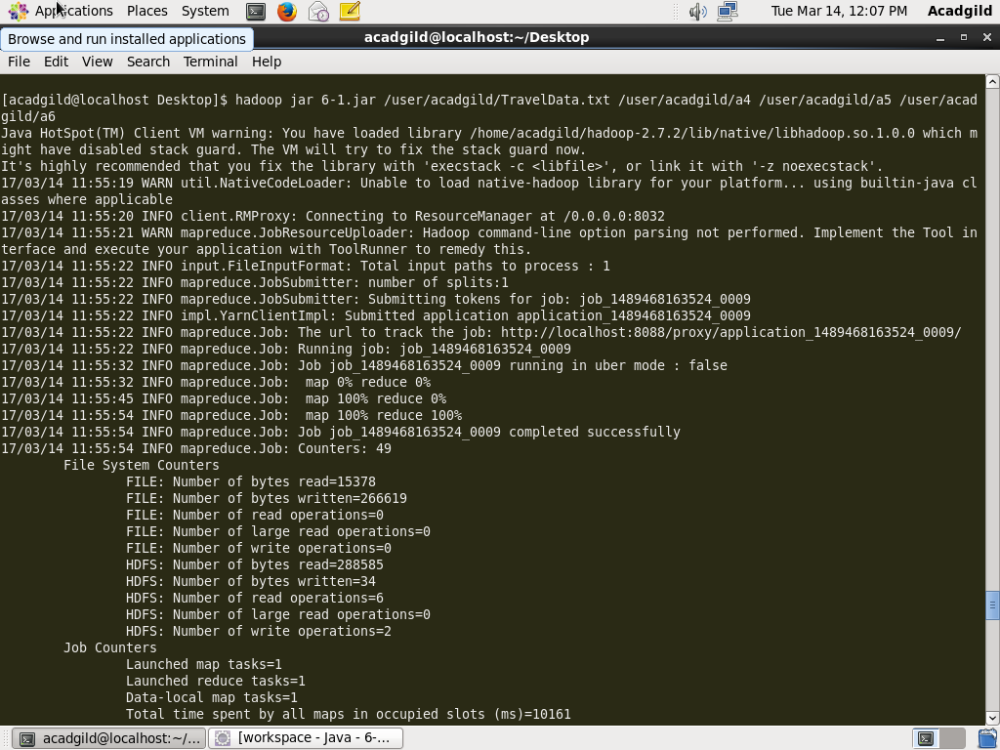 Applications Places System Tue Mar 14, 12:07 PM Acadgild
Browse and run installed applications
acadgild@localhost:~/Desktop
File Edit View Search Terminal Help
[acadgild@localhost Desktop]$ hadoop jar 6-1.jar /user/acadgild/TravelData.txt /user/acadgild/a4 /user/acadgild/a5 /user/acad
gild/a6
Java HotSpot(TM) Client VM warning: You have loaded library /home/acadgild/hadoop-2.7.2/lib/native/libhadoop.so.1.0.0 which m
ight have disabled stack guard. The VM will try to fix the stack guard now.
It's highly recommended that you fix the library with 'execstack -c <libfile>', or link it with '-z noexecstack'.
17/03/14 11:55:19 WARN util.NativeCodeLoader: Unable to load native-hadoop library for your platform... using builtin-java cl
asses where applicable
17/03/14 11:55:20 INFO client.RMProxy: Connecting to ResourceManager at /0.0.0.0:8032
17/03/14 11:55:21 WARN mapreduce.JobResourceUploader: Hadoop command-line option parsing not performed. Implement the Tool in
terface and execute your application with ToolRunner to remedy this.
17/03/14 11:55:22 INFO input.FileInputFormat: Total input paths to process : 1
17/03/14 11:55:22 INFO mapreduce.JobSubmitter: number of splits:1
17/03/14 11:55:22 INFO mapreduce.JobSubmitter: Submitting tokens for job: job_1489468163524_0009
17/03/14 11:55:22 INFO impl.YarnClientImpl: Submitted application application_1489468163524_0009
17/03/14 11:55:22 INFO mapreduce.Job: The url to track the job: http://localhost:8088/proxy/application_1489468163524_0009/
17/03/14 11:55:22 INFO mapreduce.Job: Running job: job_1489468163524_0009
17/03/14 11:55:32 INFO mapreduce.Job: Job job_1489468163524_0009 running in uber mode : false
17/03/14 11:55:32 INFO mapreduce.Job:  map 0% reduce 0%
17/03/14 11:55:45 INFO mapreduce.Job:  map 100% reduce 0%
17/03/14 11:55:54 INFO mapreduce.Job:  map 100% reduce 100%
17/03/14 11:55:54 INFO mapreduce.Job: Job job_1489468163524_0009 completed successfully
17/03/14 11:55:54 INFO mapreduce.Job: Counters: 49
File System Counters
FILE: Number of bytes read=15378
FILE: Number of bytes written=266619
FILE: Number of read operations=0
FILE: Number of large read operations=0
FILE: Number of write operations=0
HDFS: Number of bytes read=288585
HDFS: Number of bytes written=34
HDFS: Number of read operations=6
HDFS: Number of large read operations=0
HDFS: Number of write operations=2
Job Counters
Launched map tasks=1
Launched reduce tasks=1
Data-local map tasks=1
Total time spent by all maps in occupied slots (ms)=10161
acadgild@localhost:~/... [workspace - Java - 6-...